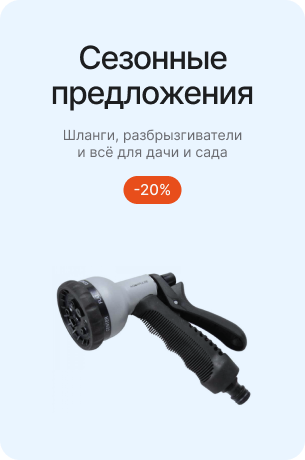 Сезонные
предложения
Шланги, разбрызгиватели
и всё для дачи и сада
-20%